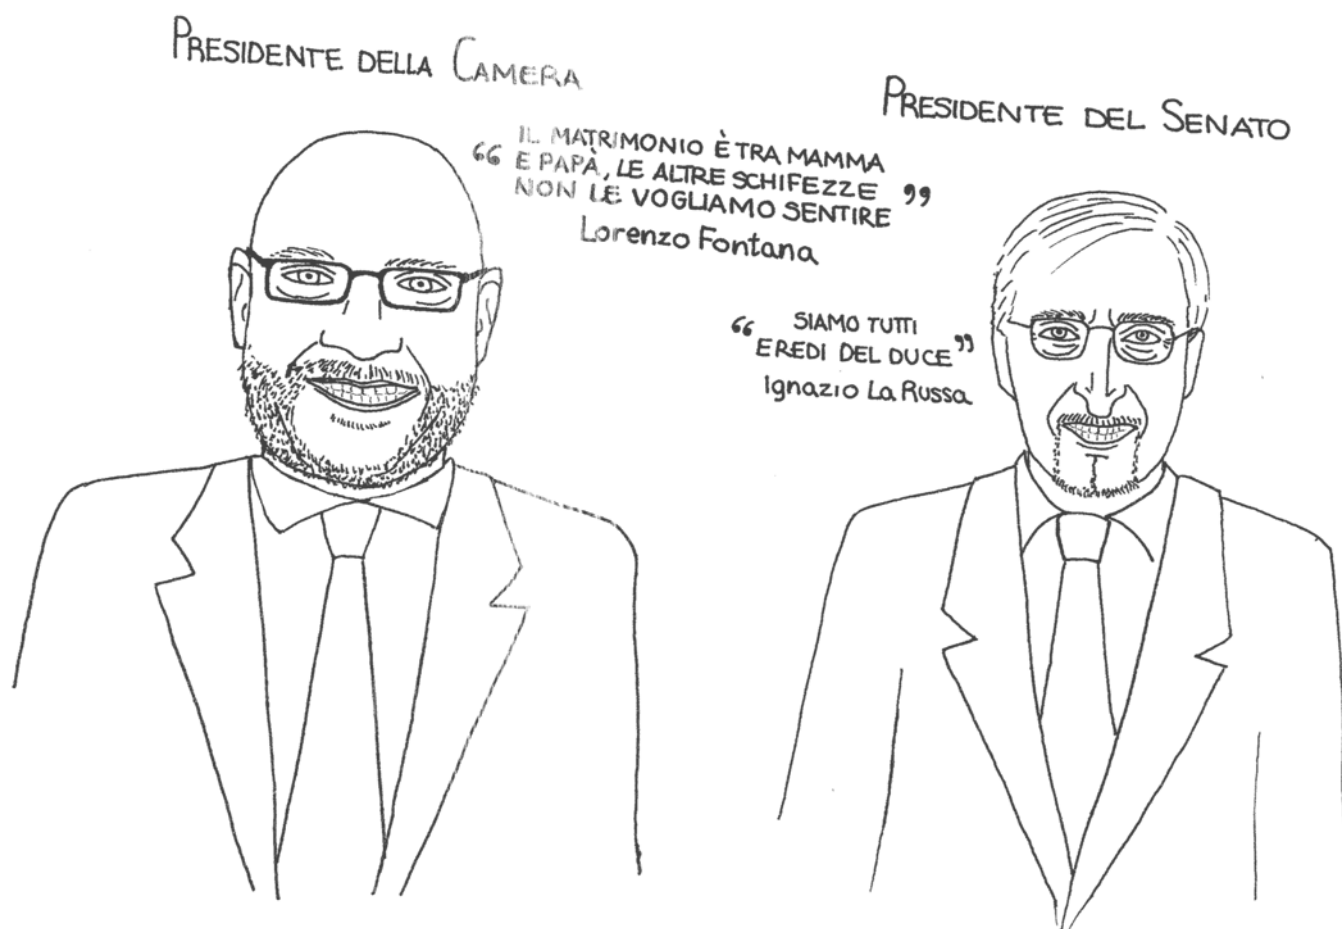 PRESIDENTE DELLA CAMERA
“ IL MATRIMONIO È TRA MAMMA
E PAPÀ, LE ALTRE SCHIFEZZE
NON LE VOGLIAMO SENTIRE ”
Lorenzo Fontana
PRESIDENTE DEL SENATO
“ SIAMO TUTTI
EREDI DEL DUCE ”
Ignazio La Russa